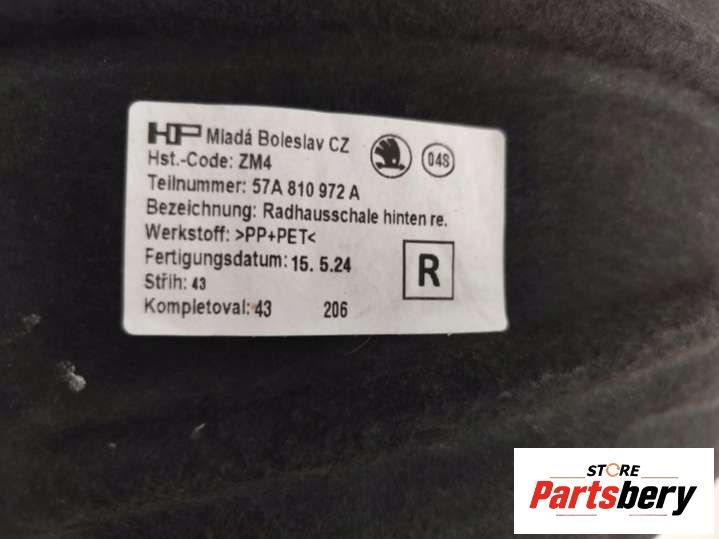 HP Mladá Boleslav CZ
04S
Hst.-Code: ZM4
Teilnummer: 57A 810 972 A
Bezeichnung: Radhausschale hinten re.
Werkstoff: >PP+PET<
Fertigungsdatum: 15. 5.24
R
Střih: 43
Kompletoval: 43 206
STORE
Partsbery